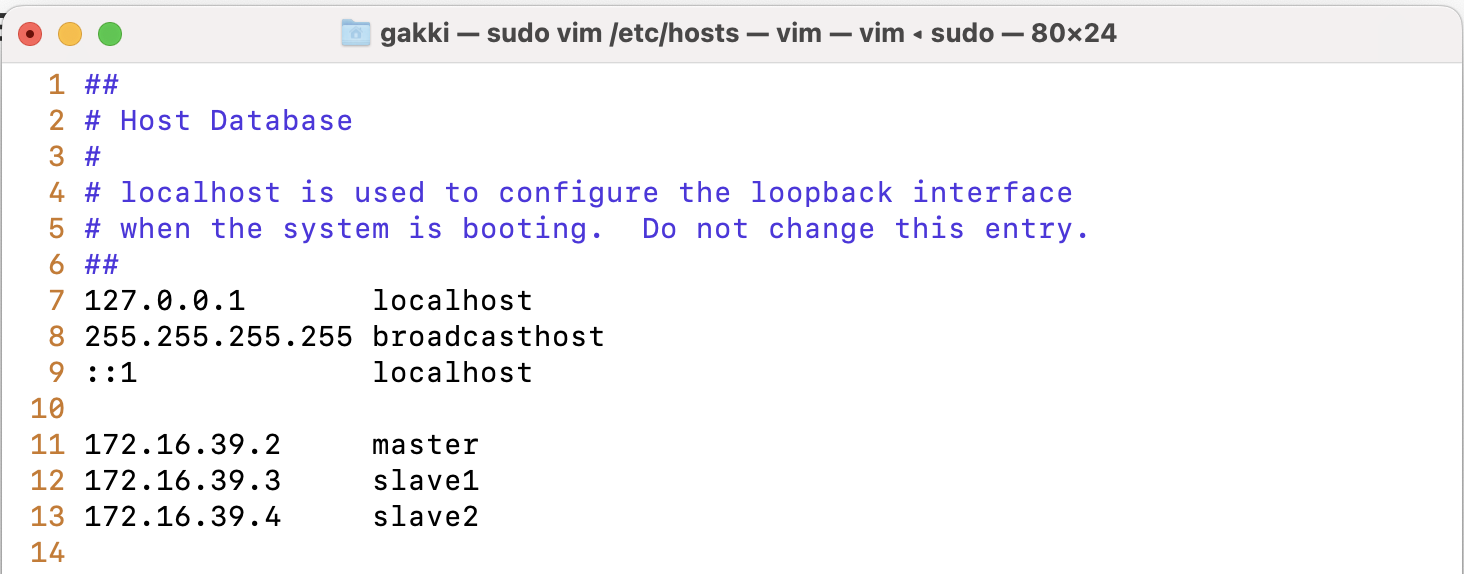 gakki — sudo vim /etc/hosts — vim — vim ◂ sudo — 80×24
1 ##
2 # Host Database
3 #
4 # localhost is used to configure the loopback interface
5 # when the system is booting.  Do not change this entry.
6 ##
7 127.0.0.1       localhost
8 255.255.255.255 broadcasthost
9 ::1             localhost
10
11 172.16.39.2     master
12 172.16.39.3     slave1
13 172.16.39.4     slave2
14